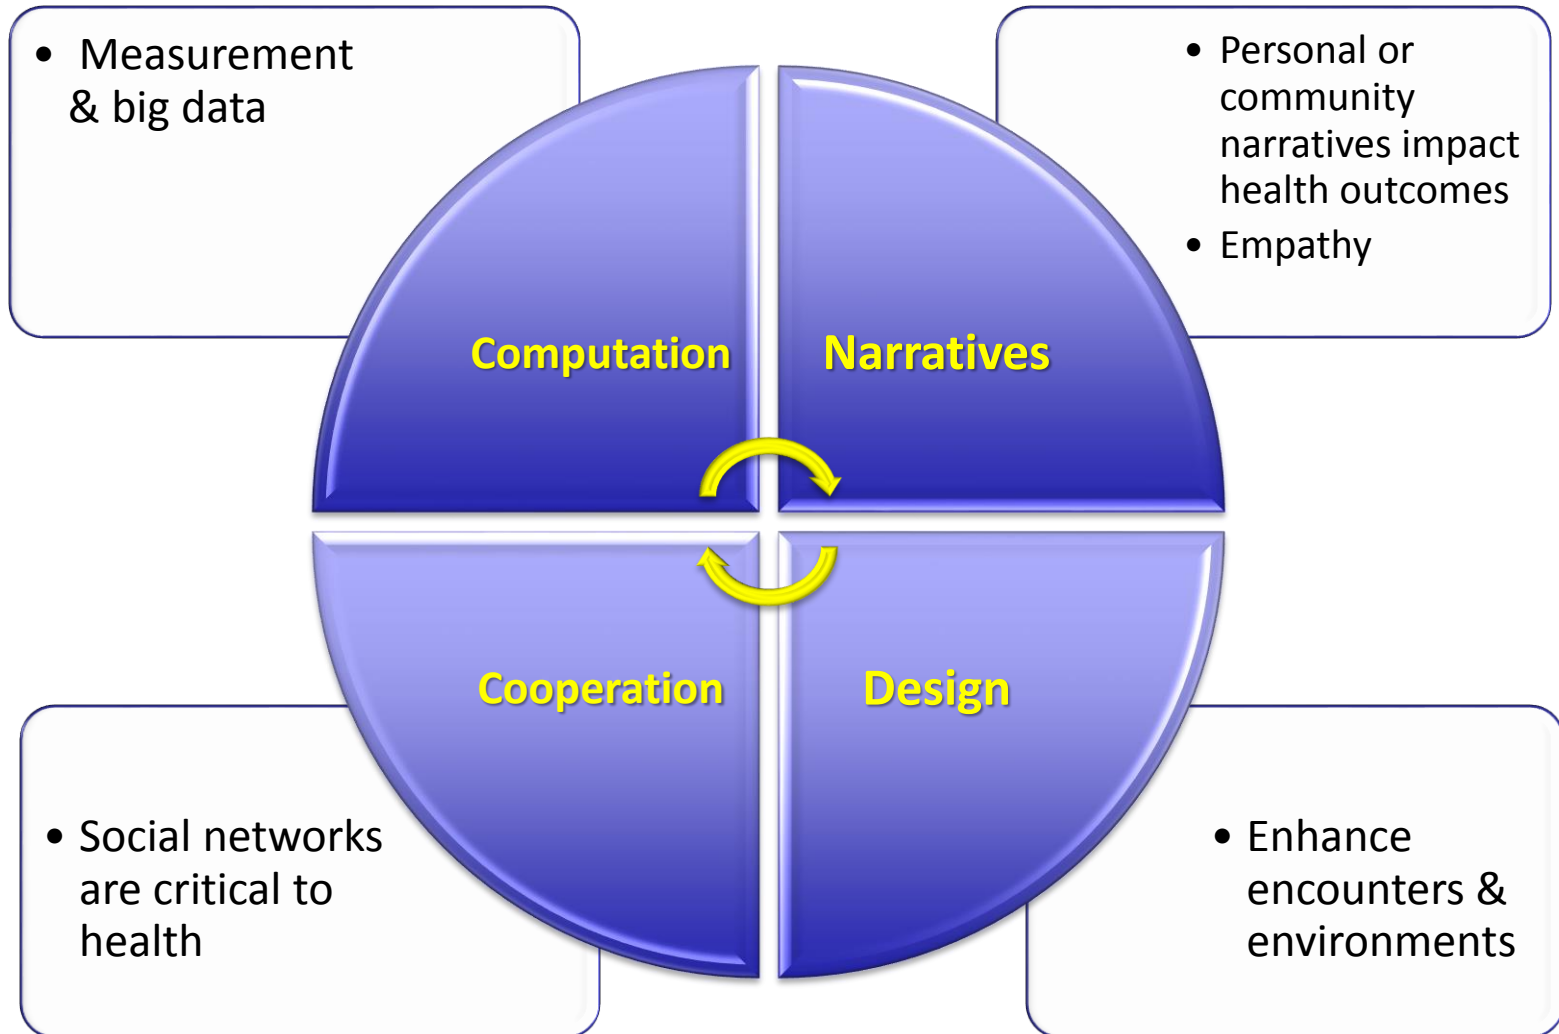 • Measurement
& big data
• Personal or
community
narratives impact
health outcomes
• Empathy
Computation
Narratives
Cooperation
Design
• Social networks
are critical to
health
• Enhance
encounters &
environments